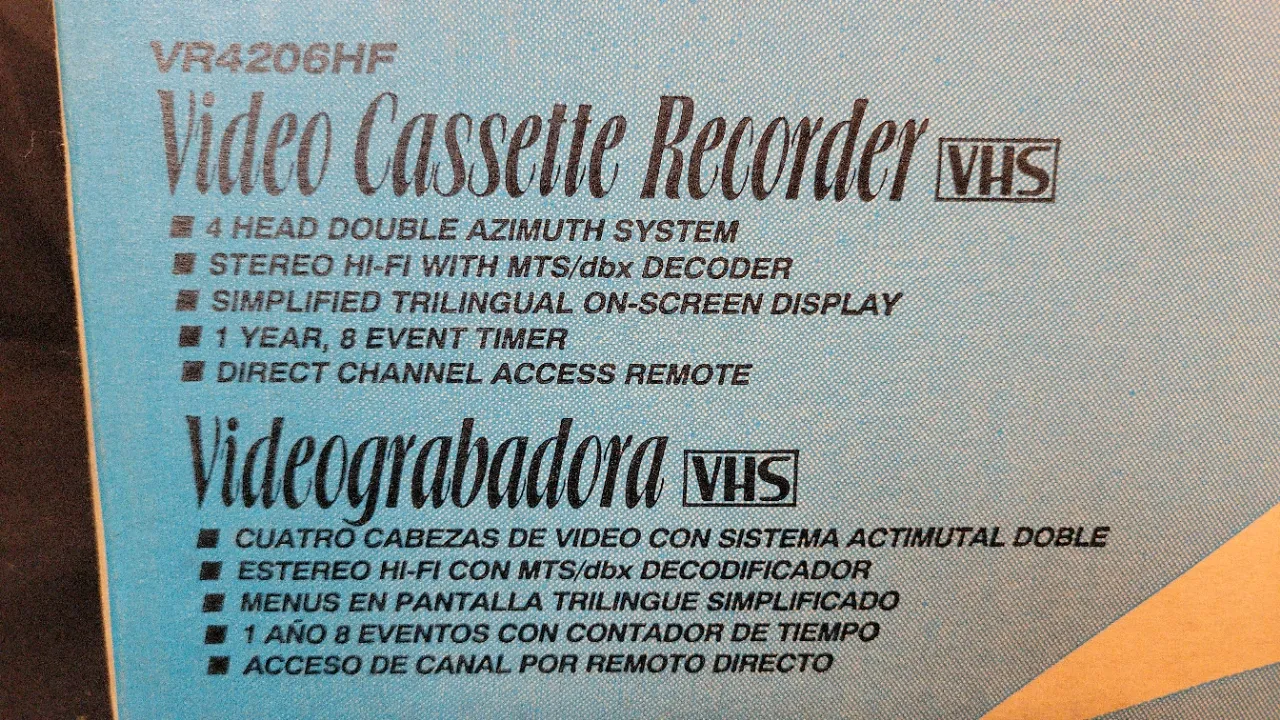 VR4206HF
Video Cassette Recorder VHS
■ 4 HEAD DOUBLE AZIMUTH SYSTEM
■ STEREO HI-FI WITH MTS/dbx DECODER
■ SIMPLIFIED TRILINGUAL ON-SCREEN DISPLAY
■ 1 YEAR, 8 EVENT TIMER
■ DIRECT CHANNEL ACCESS REMOTE
Videograbadora VHS
■ CUATRO CABEZAS DE VIDEO CON SISTEMA ACTIMUTAL DOBLE
■ ESTEREO HI-FI CON MTS/dbx DECODIFICADOR
■ MENUS EN PANTALLA TRILINGUE SIMPLIFICADO
■ 1 AÑO 8 EVENTOS CON CONTADOR DE TIEMPO
■ ACCESO DE CANAL POR REMOTO DIRECTO